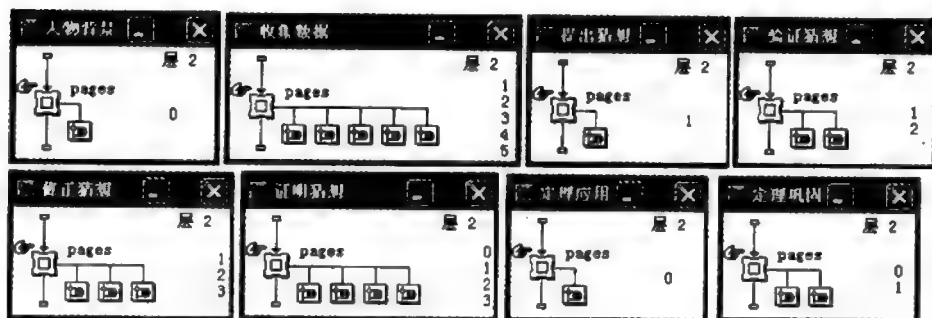 人物背景
层 2
pages
0
收集数据
层 2
pages
1
2
3
4
5
提出猜想
层 2
pages
1
验证猜想
层 2
pages
1
2
修正猜想
层 2
pages
1
2
3
证明猜想
层 2
pages
0
1
2
3
定理应用
层 2
pages
0
定理巩固
层 2
pages
0
1